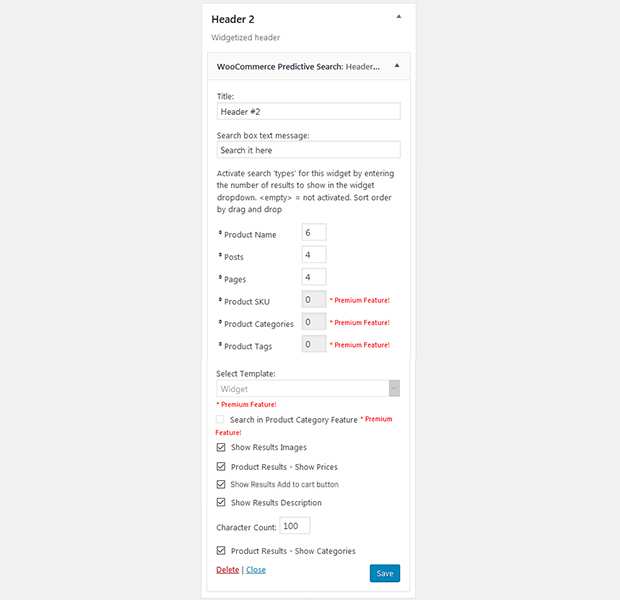 Header 2
Widgetized header
WooCommerce Predictive Search: Header...
Title:
Header #2
Search box text message:
Search it here
Activate search 'types' for this widget by entering
the number of results to show in the widget
dropdown. <empty> = not activated. Sort order
by drag and drop
Product Name 6
Posts 4
Pages 4
Product SKU 0 * Premium Feature!
Product Categories 0 * Premium Feature!
Product Tags 0 * Premium Feature!
Select Template:
Widget
* Premium Feature!
Search in Product Category Feature * Premium
Feature!
Show Results Images
Product Results - Show Prices
Show Results Add to cart button
Show Results Description
Character Count: 100
Product Results - Show Categories
Delete | Close Save